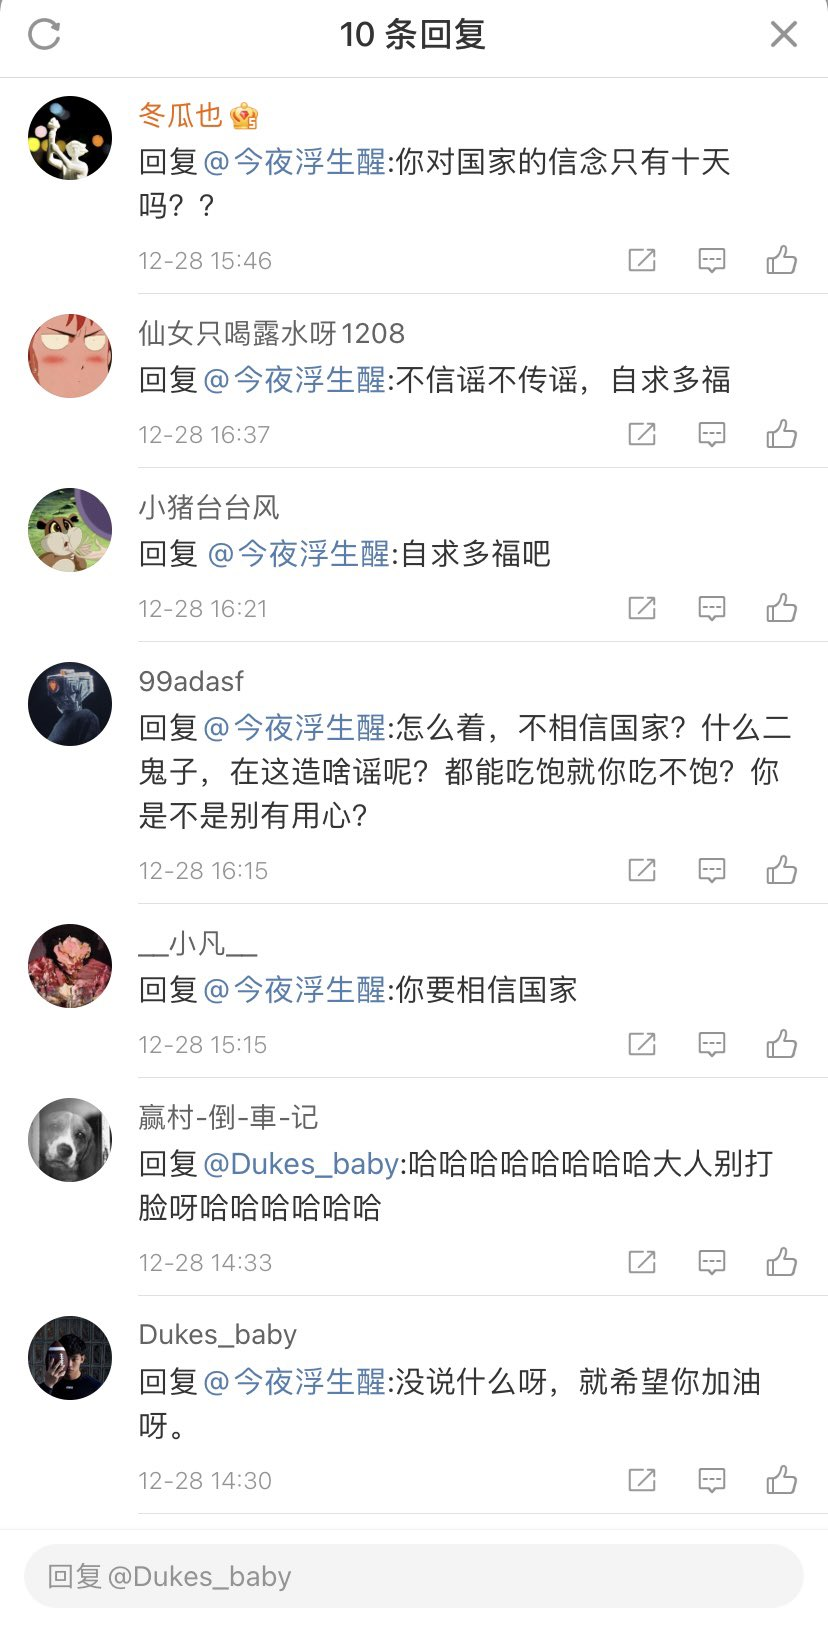 10 条回复
冬瓜也
回复@今夜浮生醒:你对国家的信念只有十天
吗？？
12-28 15:46
仙女只喝露水呀1208
回复@今夜浮生醒:不信谣不传谣，自求多福
12-28 16:37
小猪台台风
回复 @今夜浮生醒:自求多福吧
12-28 16:21
99adasf
回复@今夜浮生醒:怎么着，不相信国家？什么二
鬼子，在这造啥谣呢？都能吃饱就你吃不饱？你
是不是别有用心？
12-28 16:15
__小凡__
回复@今夜浮生醒:你要相信国家
12-28 15:15
赢村-倒-車-记
回复@Dukes_baby:哈哈哈哈哈哈哈哈大人别打
脸呀哈哈哈哈哈哈
12-28 14:33
Dukes_baby
回复@今夜浮生醒:没说什么呀，就希望你加油
呀。
12-28 14:30
回复@Dukes_baby